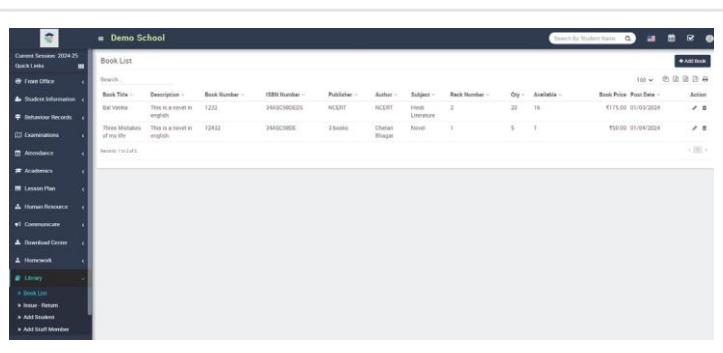 Demo School
Search By Student Name
Current Session: 2024-25
Quick Links
Front Office
Student Information
Behaviour Records
Examinations
Attendance
Academics
Lesson Plan
Human Resource
Communicate
Download Center
Homework
Library
» Book List
» Issue - Return
» Add Student
» Add Staff Member
Book List
+ Add Book
Search...
100
Book Title Description Book Number ISBN Number Publisher Author Subject Rack Number Qty Available Book Price Post Date Action
Bal Vatika This is a novel in 1232 NCERT NCERT Hindi 2 20 16 ₹175.00 01/03/2024
english Literature
Three Mistakes This is a novel in 12432 Chetan Novel 1 5 1 ₹50.00 01/04/2024
of my life english Bhagat
Records: 1 to 2 of 2
1